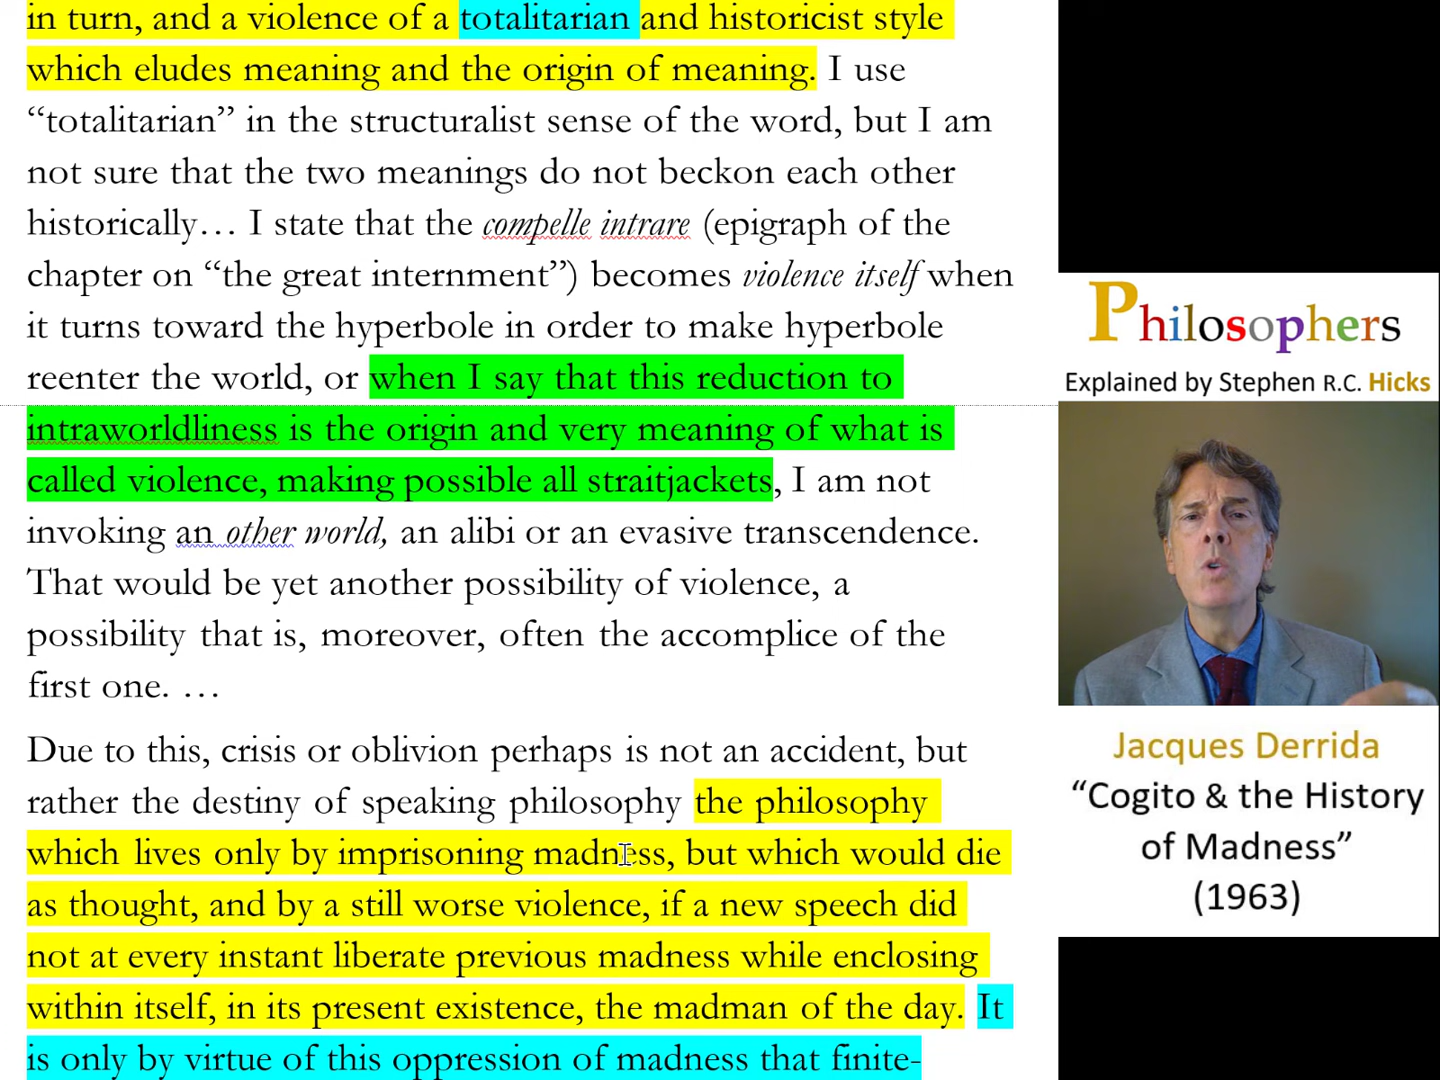 in turn, and a violence of a totalitarian and historicist style
which eludes meaning and the origin of meaning. I use
“totalitarian” in the structuralist sense of the word, but I am
not sure that the two meanings do not beckon each other
historically… I state that the compelle intrare (epigraph of the
chapter on “the great internment”) becomes violence itself when
it turns toward the hyperbole in order to make hyperbole
reenter the world, or when I say that this reduction to
intraworldliness is the origin and very meaning of what is
called violence, making possible all straitjackets, I am not
invoking an other world, an alibi or an evasive transcendence.
That would be yet another possibility of violence, a
possibility that is, moreover, often the accomplice of the
first one. …
Due to this, crisis or oblivion perhaps is not an accident, but
rather the destiny of speaking philosophy the philosophy
which lives only by imprisoning madness, but which would die
as thought, and by a still worse violence, if a new speech did
not at every instant liberate previous madness while enclosing
within itself, in its present existence, the madman of the day. It
is only by virtue of this oppression of madness that finite-
Philosophers
Explained by Stephen R.C. Hicks
Jacques Derrida
“Cogito & the History
of Madness”
(1963)